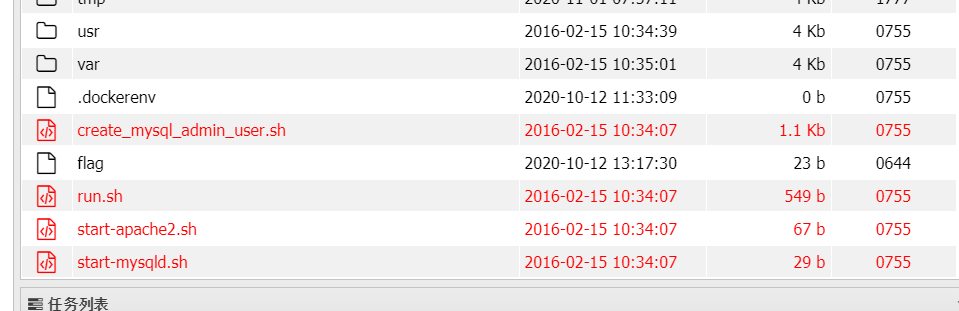 tmp 2020-11-01 07:57:11 4 Kb 1777
usr 2016-02-15 10:34:39 4 Kb 0755
var 2016-02-15 10:35:01 4 Kb 0755
.dockerenv 2020-10-12 11:33:09 0 b 0755
create_mysql_admin_user.sh 2016-02-15 10:34:07 1.1 Kb 0755
flag 2020-10-12 13:17:30 23 b 0644
run.sh 2016-02-15 10:34:07 549 b 0755
start-apache2.sh 2016-02-15 10:34:07 67 b 0755
start-mysqld.sh 2016-02-15 10:34:07 29 b 0755
任务列表